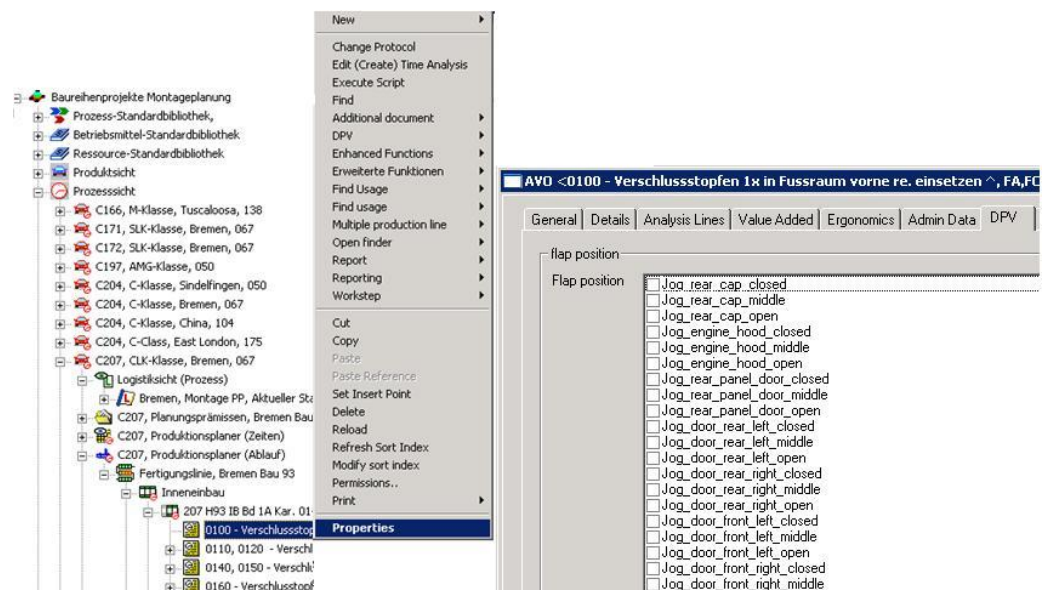 Baureihenprojekte Montageplanung
Prozess-Standardbibliothek,
Betriebsmittel-Standardbibliothek
Ressource-Standardbibliothek
Produktsicht
Prozesssicht
C166, M-Klasse, Tuscaloosa, 138
C171, SLK-Klasse, Bremen, 067
C172, SLK-Klasse, Bremen, 067
C197, AMG-Klasse, 050
C204, C-Klasse, Sindelfingen, 050
C204, C-Klasse, Bremen, 067
C204, C-Klasse, China, 104
C204, C-Class, East London, 175
C207, CLK-Klasse, Bremen, 067
Logistiksicht (Prozess)
Bremen, Montage PP, Aktueller Sta
C207, Planungsprämissen, Bremen Bau
C207, Produktionsplaner (Zeiten)
C207, Produktionsplaner (Ablauf)
Fertigungslinie, Bremen Bau 93
Inneneinbau
207 H93 IB Bd 1A Kar. 01-
0100 - Verschlussstop
0110, 0120 - Verschl
0140, 0150 - Verschl
0160 - Verschlusstopf
New
Change Protocol
Edit (Create) Time Analysis
Execute Script
Find
Additional document
DPV
Enhanced Functions
Erweiterte Funktionen
Find Usage
Find usage
Multiple production line
Open finder
Report
Reporting
Workstep
Cut
Copy
Paste
Paste Reference
Set Insert Point
Delete
Reload
Refresh Sort Index
Modify sort index
Permissions..
Print
Properties
AVO <0100 - Verschlussstopfen 1x in Fussraum vorne re. einsetzen ^, FA,FC
General Details Analysis Lines Value Added Ergonomics Admin Data DPV
flap position
Flap position
Jog_rear_cap_closed
Jog_rear_cap_middle
Jog_rear_cap_open
Jog_engine_hood_closed
Jog_engine_hood_middle
Jog_engine_hood_open
Jog_rear_panel_door_closed
Jog_rear_panel_door_middle
Jog_rear_panel_door_open
Jog_door_rear_left_closed
Jog_door_rear_left_middle
Jog_door_rear_left_open
Jog_door_rear_right_closed
Jog_door_rear_right_middle
Jog_door_rear_right_open
Jog_door_front_left_closed
Jog_door_front_left_middle
Jog_door_front_left_open
Jog_door_front_right_closed
Jog_door_front_right_middle